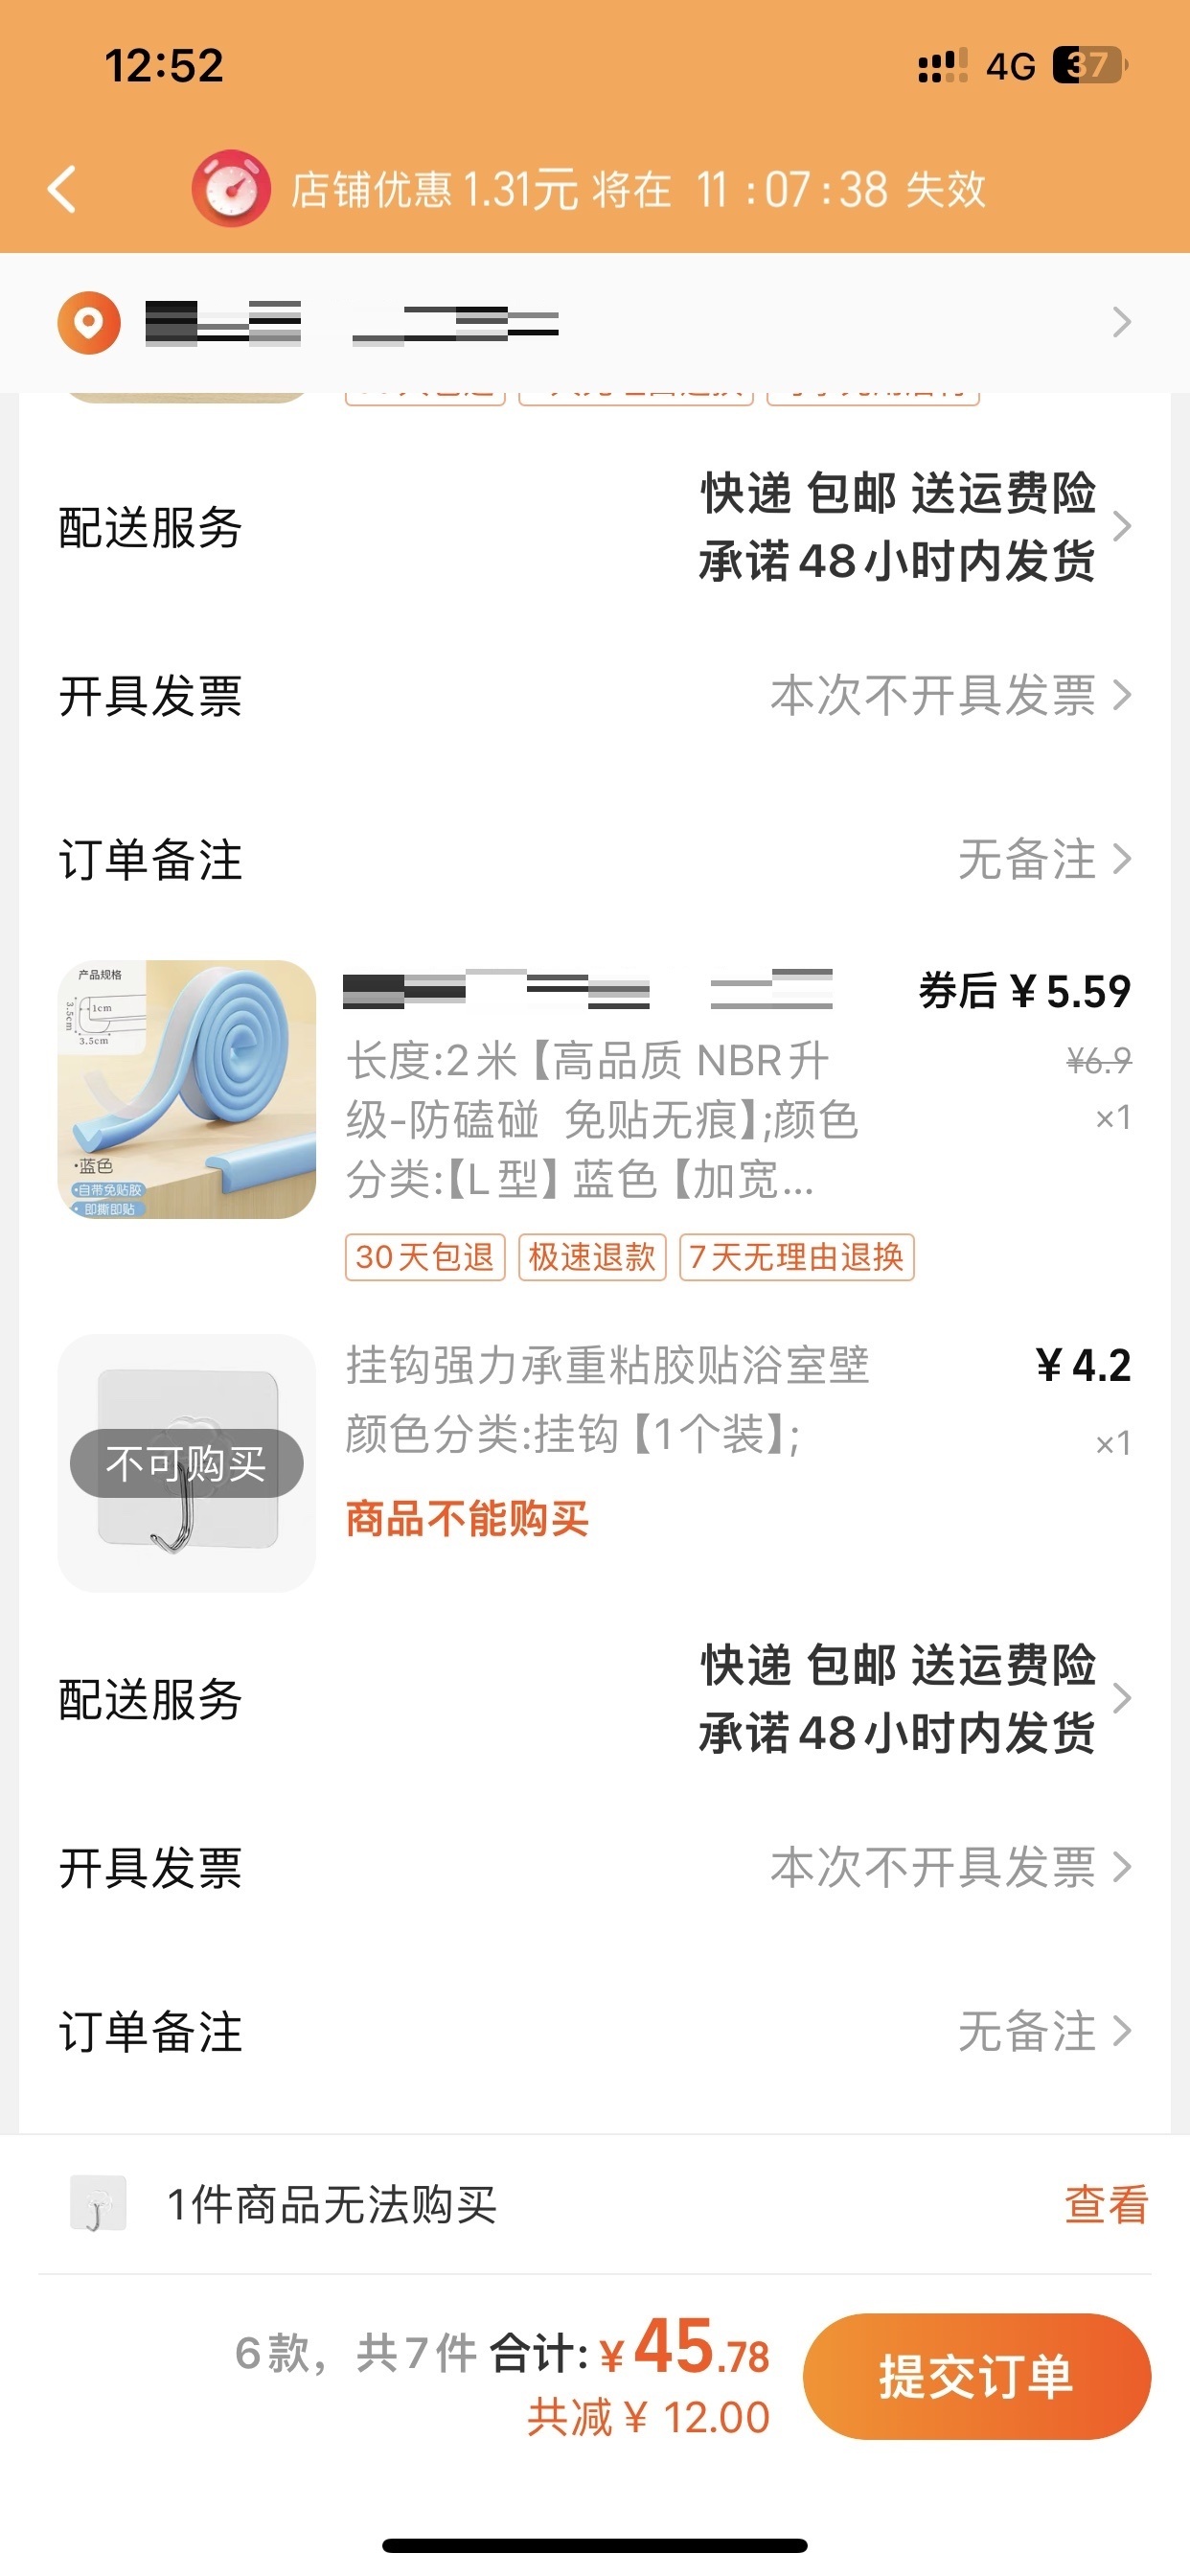 12:52
4G 37
店铺优惠 1.31元 将在 11:07:38 失效
配送服务
快递 包邮 送运费险
承诺48小时内发货
开具发票
本次不开具发票
订单备注
无备注
产品规格
1cm
3.5cm
3.5cm
•蓝色
•自带免贴胶
• 即撕即贴
券后 ¥5.59
长度:2米【高品质 NBR升
¥6.9
级-防磕碰 免贴无痕】;颜色
×1
分类:【L型】蓝色【加宽...
30天包退 极速退款 7天无理由退换
不可购买
挂钩强力承重粘胶贴浴室壁
¥4.2
颜色分类:挂钩【1个装】;
×1
商品不能购买
配送服务
快递 包邮 送运费险
承诺48小时内发货
开具发票
本次不开具发票
订单备注
无备注
1件商品无法购买
查看
6款，共7件 合计:¥45.78
共减¥ 12.00
提交订单